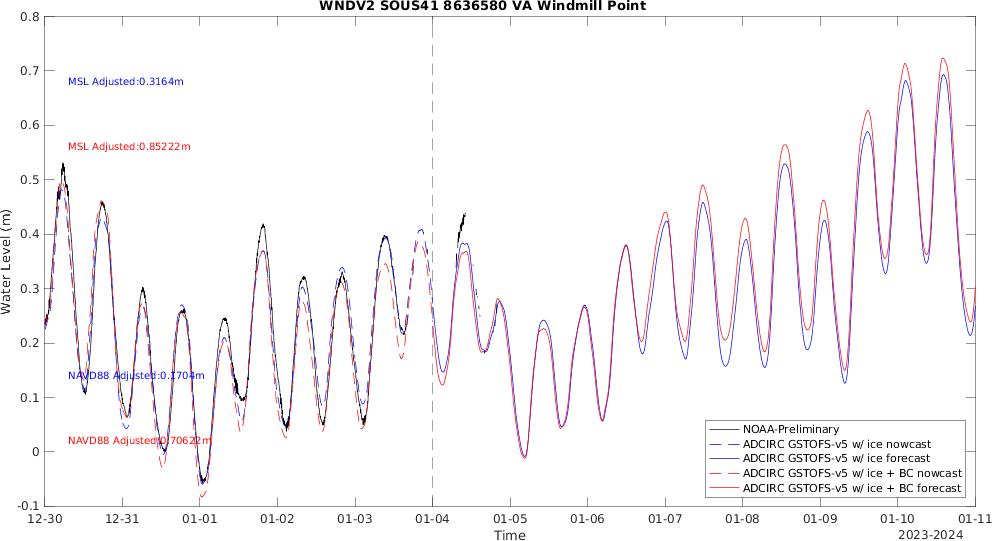 WNDV2 SOUS41 8636580 VA Windmill Point
0.8
0.7
0.6
0.5
0.4
0.3
0.2
0.1
0
-0.1
Water Level (m)
MSL Adjusted:0.3164m
MSL Adjusted:0.85222m
NAVD88 Adjusted:0.1704m
NAVD88 Adjusted:0.70622m
NOAA-Preliminary
ADCIRC GSTOFS-v5 w/ ice nowcast
ADCIRC GSTOFS-v5 w/ ice forecast
ADCIRC GSTOFS-v5 w/ ice + BC nowcast
ADCIRC GSTOFS-v5 w/ ice + BC forecast
12-30 12-31 01-01 01-02 01-03 01-04 01-05 01-06 01-07 01-08 01-09 01-10 01-11
Time
2023-2024